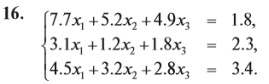 16. 7.7x₁+5.2x₂+4.9x₃ = 1.8,
3.1x₁+1.2x₂+1.8x₃ = 2.3,
4.5x₁+3.2x₂+2.8x₃ = 3.4.